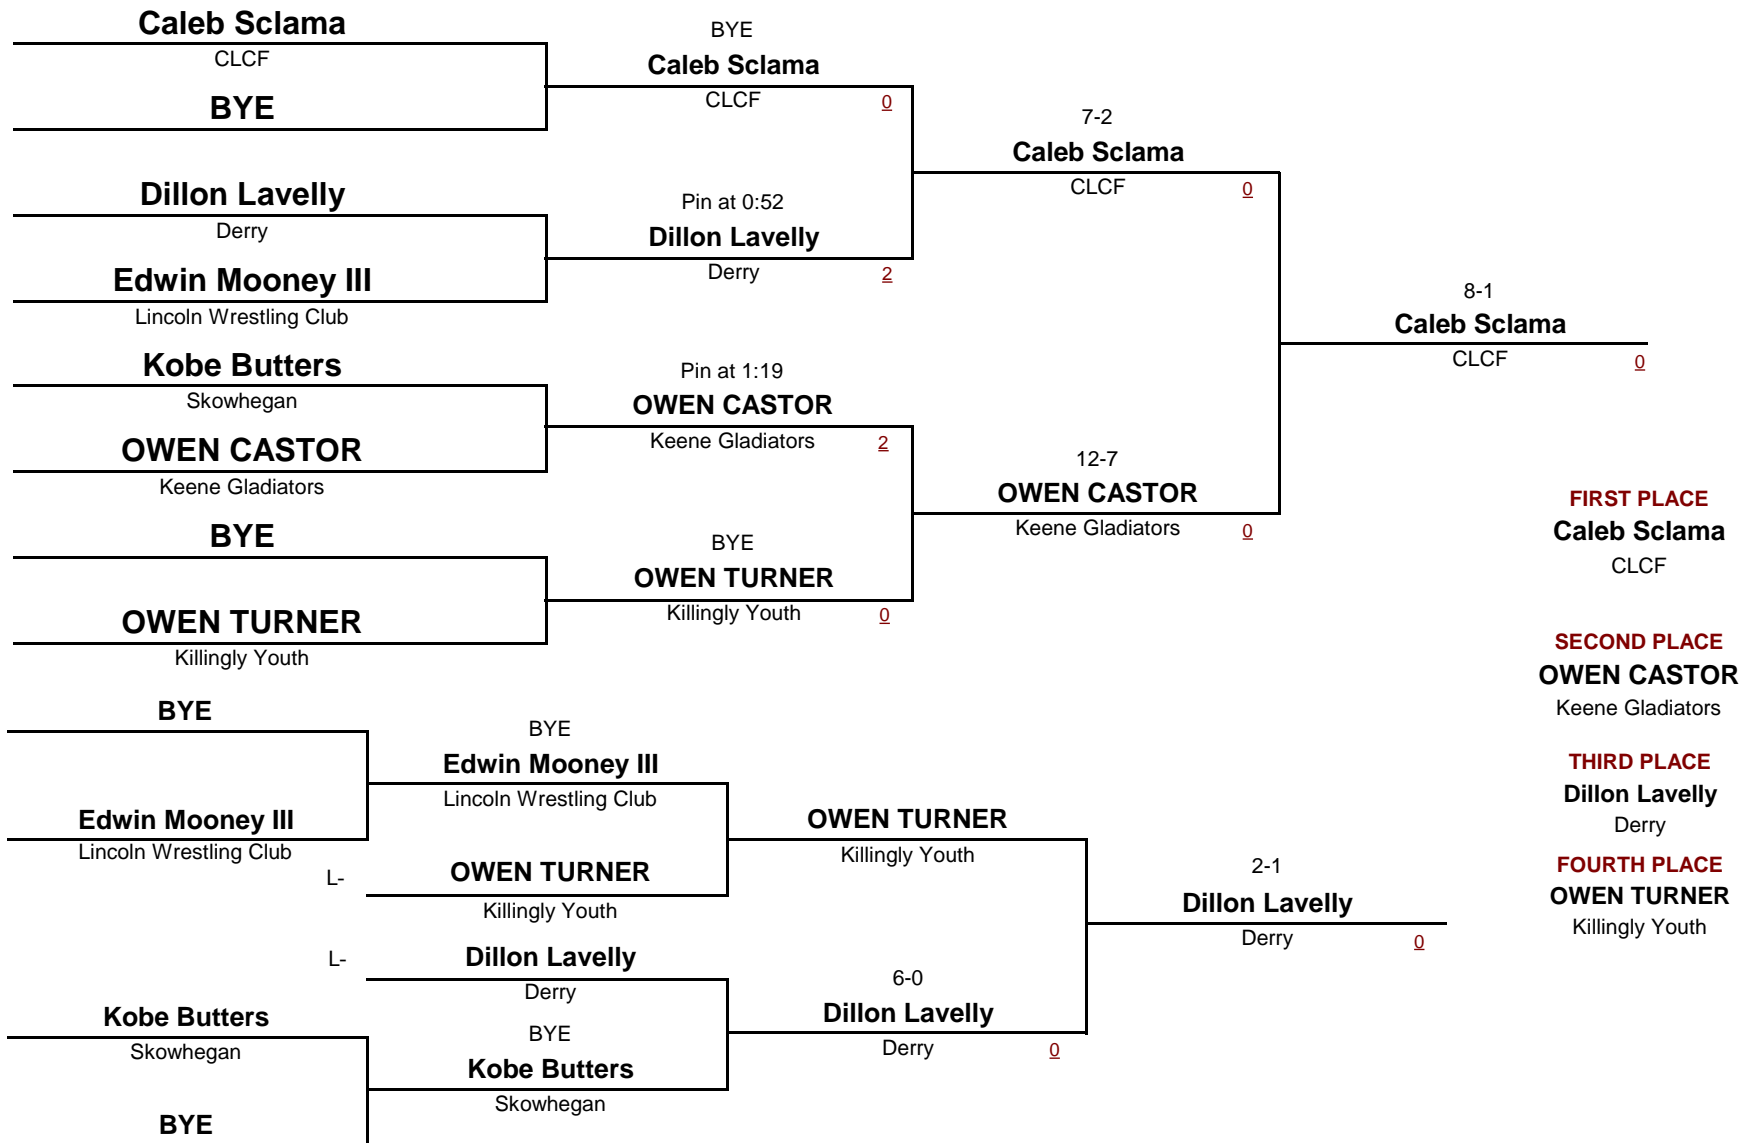 Caleb Sclama
CLCF
BYE
BYE
Caleb Sclama
CLCF 0
Dillon Lavelly
Derry
Edwin Mooney III
Lincoln Wrestling Club
Pin at 0:52
Dillon Lavelly
Derry 2
7-2
Caleb Sclama
CLCF 0
Kobe Butters
Skowhegan
OWEN CASTOR
Keene Gladiators
Pin at 1:19
OWEN CASTOR
Keene Gladiators 2
BYE
OWEN TURNER
Killingly Youth
BYE
OWEN TURNER
Killingly Youth 0
12-7
OWEN CASTOR
Keene Gladiators 0
8-1
Caleb Sclama
CLCF 0
FIRST PLACE
Caleb Sclama
CLCF
SECOND PLACE
OWEN CASTOR
Keene Gladiators
THIRD PLACE
Dillon Lavelly
Derry
FOURTH PLACE
OWEN TURNER
Killingly Youth
BYE
Edwin Mooney III
Lincoln Wrestling Club
BYE
Edwin Mooney III
Lincoln Wrestling Club
L- OWEN TURNER
Killingly Youth
OWEN TURNER
Killingly Youth
L- Dillon Lavelly
Derry
Kobe Butters
Skowhegan
BYE
BYE
Kobe Butters
Skowhegan
6-0
Dillon Lavelly
Derry 0
2-1
Dillon Lavelly
Derry 0